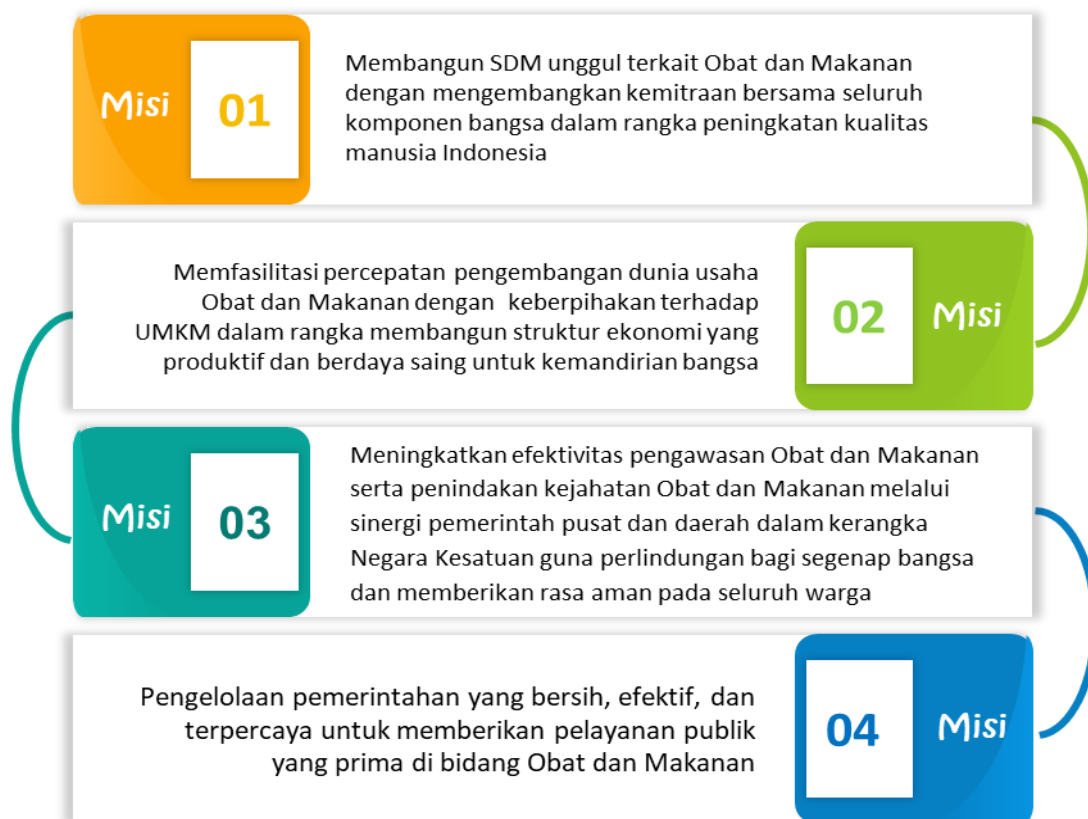 Misi
01
Membangun SDM unggul terkait Obat dan Makanan
dengan mengembangkan kemitraan bersama seluruh
komponen bangsa dalam rangka peningkatan kualitas
manusia Indonesia
Memfasilitasi percepatan pengembangan dunia usaha
Obat dan Makanan dengan keberpihakan terhadap
UMKM dalam rangka membangun struktur ekonomi yang
produktif dan berdaya saing untuk kemandirian bangsa
02
Misi
Misi
03
Meningkatkan efektivitas pengawasan Obat dan Makanan
serta penindakan kejahatan Obat dan Makanan melalui
sinergi pemerintah pusat dan daerah dalam kerangka
Negara Kesatuan guna perlindungan bagi segenap bangsa
dan memberikan rasa aman pada seluruh warga
Pengelolaan pemerintahan yang bersih, efektif, dan
terpercaya untuk memberikan pelayanan publik
yang prima di bidang Obat dan Makanan
04
Misi